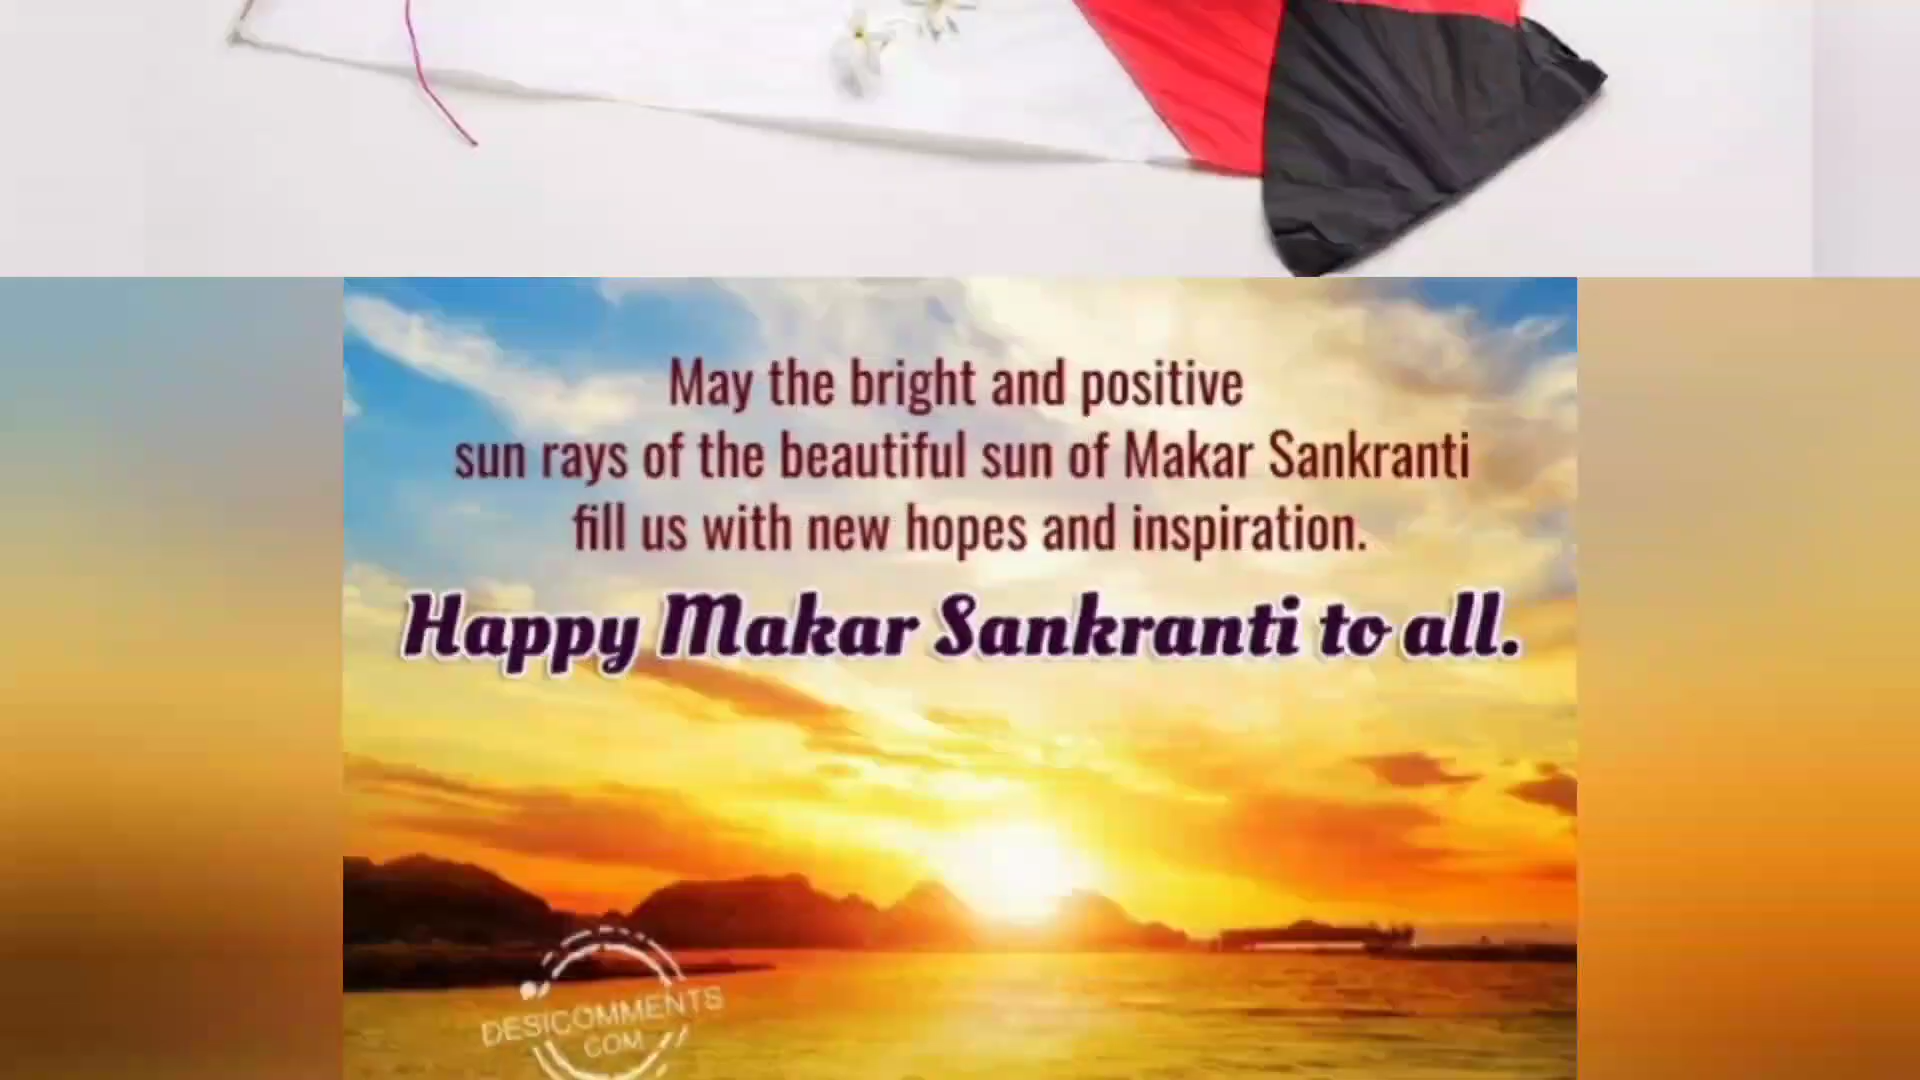 May the bright and positive
sun rays of the beautiful sun of Makar Sankranti
fill us with new hopes and inspiration.
Happy Makar Sankranti to all.
DESICOMMENTS
COM